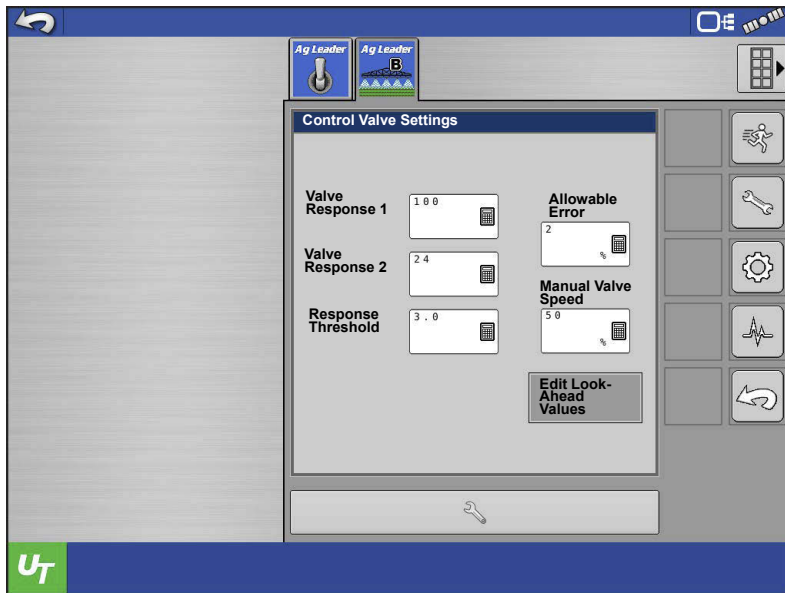 Ag Leader
Ag Leader
B
Control Valve Settings
Valve
Response 1
100
Allowable
Error
2
%
Valve
Response 2
24
Manual Valve
Speed
50
%
Response
Threshold
3.0
Edit Look-
Ahead
Values
UT